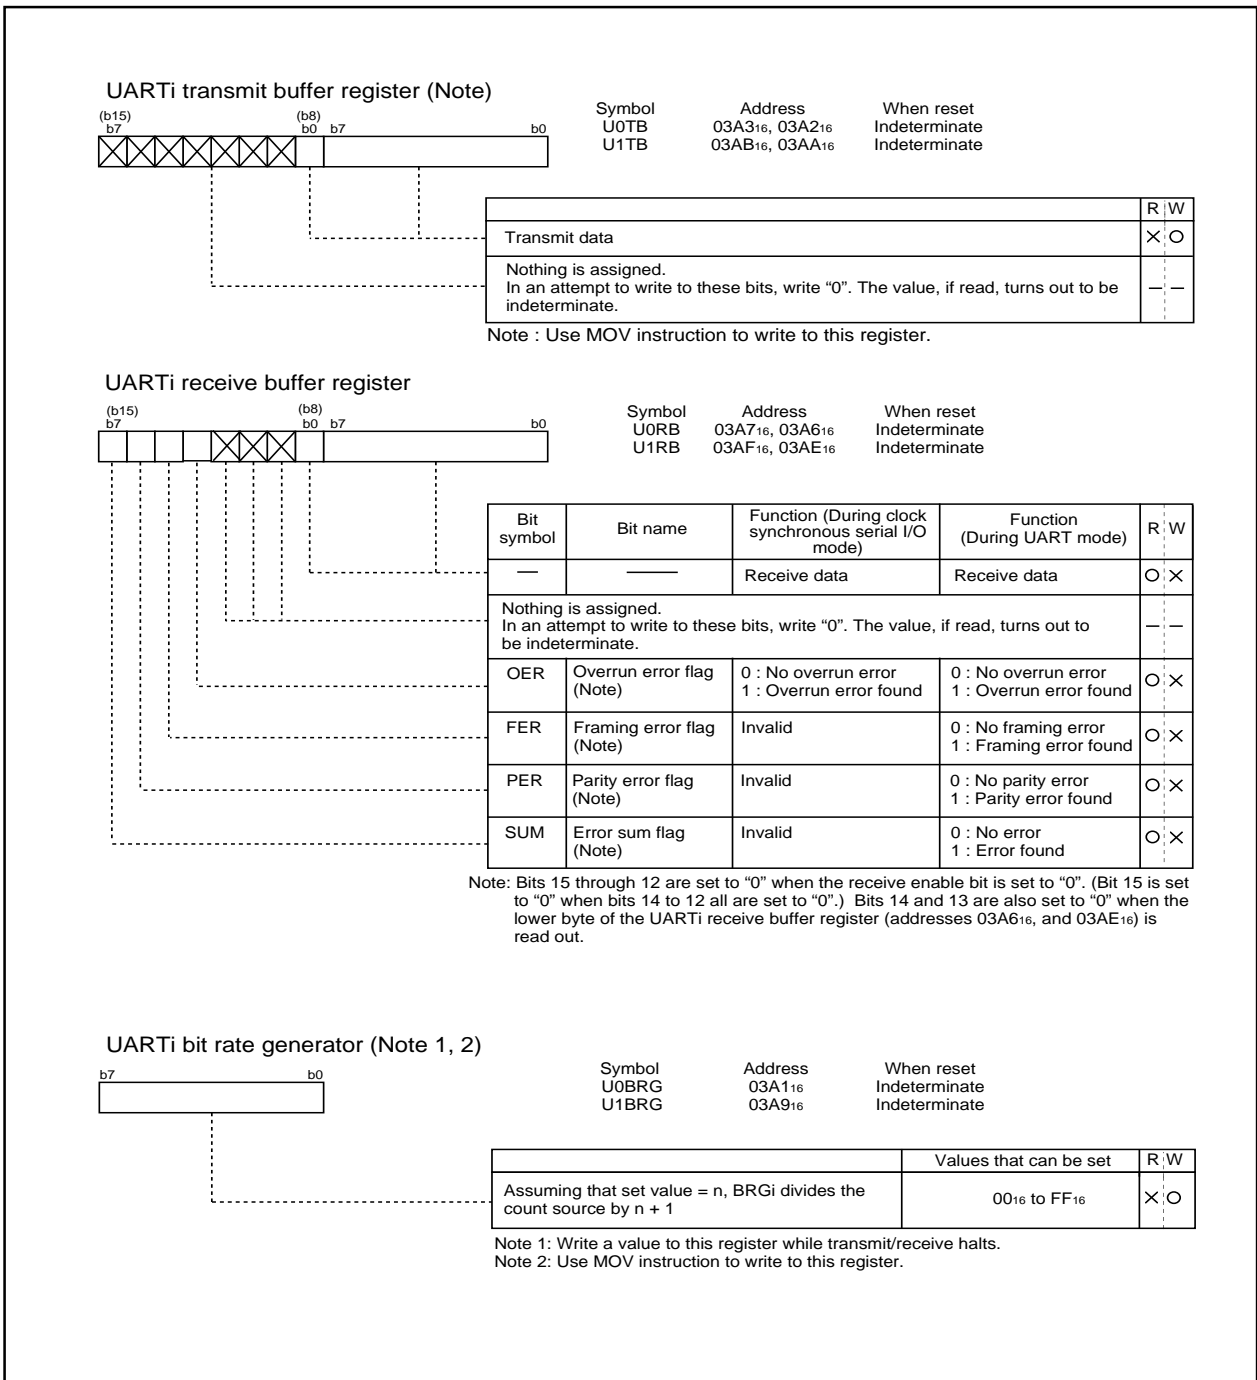 UARTi transmit buffer register (Note)
(b15) (b8)
b7 b0 b7 b0
Symbol Address When reset
U0TB 03A3₁₆, 03A2₁₆ Indeterminate
U1TB 03AB₁₆, 03AA₁₆ Indeterminate
R W
Transmit data X O
Nothing is assigned.
In an attempt to write to these bits, write “0”. The value, if read, turns out to be – –
indeterminate.
Note : Use MOV instruction to write to this register.
UARTi receive buffer register
(b15) (b8)
b7 b0 b7 b0
Symbol Address When reset
U0RB 03A7₁₆, 03A6₁₆ Indeterminate
U1RB 03AF₁₆, 03AE₁₆ Indeterminate
Bit symbol Bit name Function (During clock synchronous serial I/O mode) Function (During UART mode) R W
— — Receive data Receive data O X
Nothing is assigned.
In an attempt to write to these bits, write “0”. The value, if read, turns out to – –
be indeterminate.
OER Overrun error flag 0 : No overrun error 0 : No overrun error O X
(Note) 1 : Overrun error found 1 : Overrun error found
FER Framing error flag Invalid 0 : No framing error O X
(Note) 1 : Framing error found
PER Parity error flag Invalid 0 : No parity error O X
(Note) 1 : Parity error found
SUM Error sum flag Invalid 0 : No error O X
(Note) 1 : Error found
Note: Bits 15 through 12 are set to “0” when the receive enable bit is set to “0”. (Bit 15 is set
to “0” when bits 14 to 12 all are set to “0”.) Bits 14 and 13 are also set to “0” when the
lower byte of the UARTi receive buffer register (addresses 03A6₁₆, and 03AE₁₆) is
read out.
UARTi bit rate generator (Note 1, 2)
b7 b0
Symbol Address When reset
U0BRG 03A1₁₆ Indeterminate
U1BRG 03A9₁₆ Indeterminate
Values that can be set R W
Assuming that set value = n, BRGi divides the 00₁₆ to FF₁₆ X O
count source by n + 1
Note 1: Write a value to this register while transmit/receive halts.
Note 2: Use MOV instruction to write to this register.